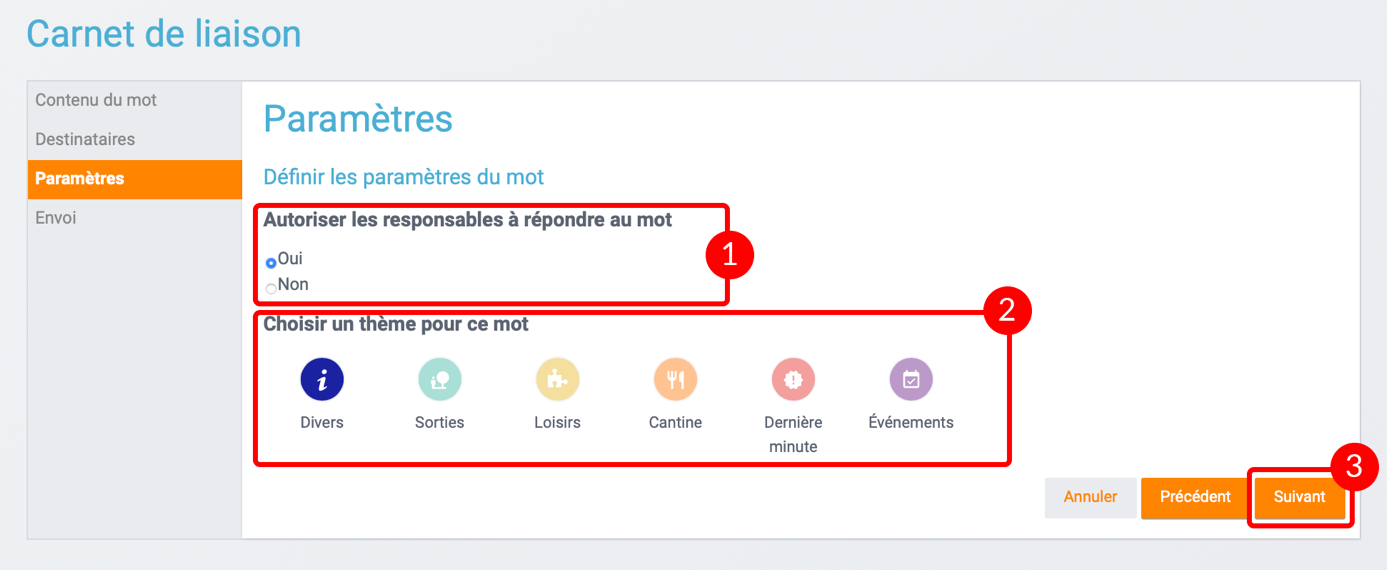 Carnet de liaison
Contenu du mot
Destinataires
Paramètres
Envoi
Paramètres
Définir les paramètres du mot
Autoriser les responsables à répondre au mot
Oui
Non
1
Choisir un thème pour ce mot
2
Divers
Sorties
Loisirs
Cantine
Dernière
minute
Événements
Annuler
Précédent
Suivant
3